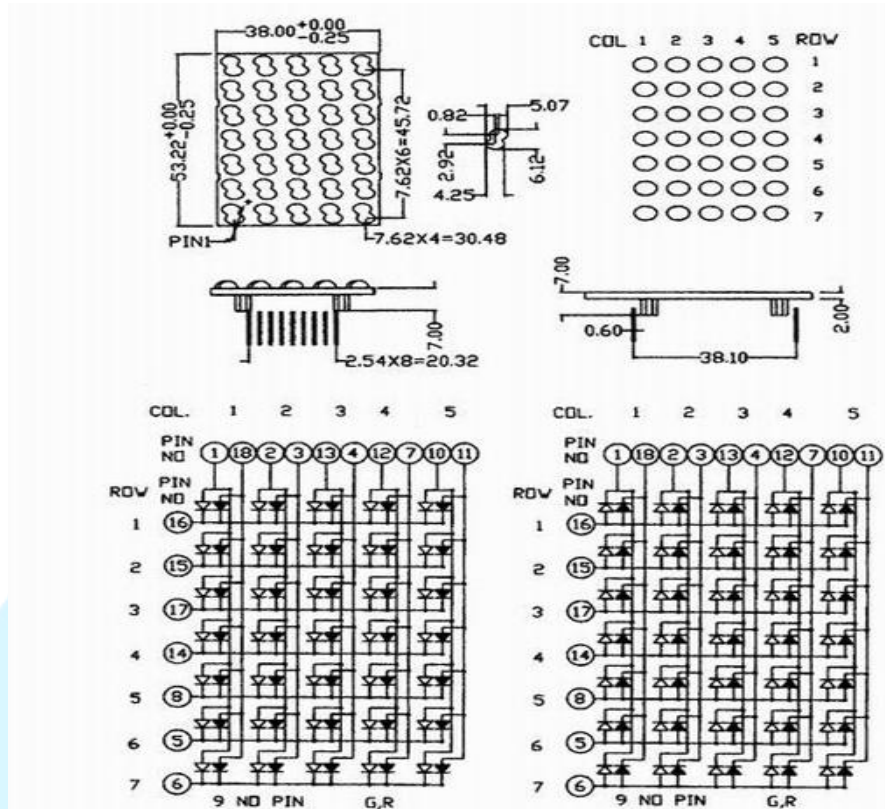 38.00 +0.00 -0.25
COL 1 2 3 4 5 ROW
1
2
3
4
5
6
7
53.22 +0.00 -0.25
7.62X6=45.72
0.82
5.07
2.92
4.25
6.12
PIN1
7.62X4=30.48
7.00
2.54X8=20.32
7.00
0.60
2.00
38.10
COL. 1 2 3 4 5
PIN NO 1 18 2 3 13 4 12 7 10 11
ROW PIN NO
1 16
2 15
3 17
4 14
5 8
6 5
7 6
9 NO PIN G,R
COL. 1 2 3 4 5
PIN NO 1 18 2 3 13 4 12 7 10 11
ROW PIN NO
1 16
2 15
3 17
4 14
5 8
6 5
7 6
9 NO PIN G,R